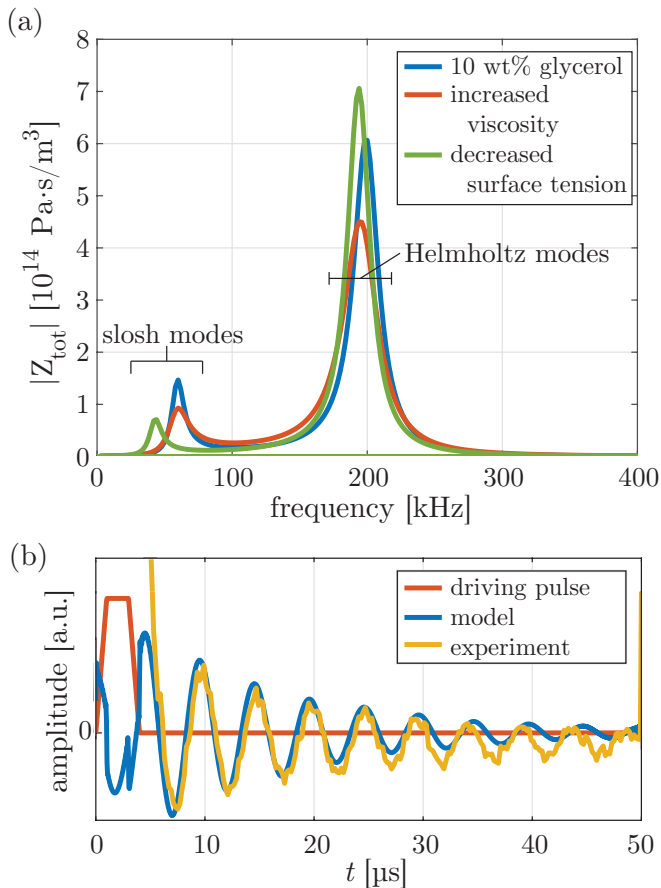 (a)
8
7
6
5
4
3
2
1
0
|Z_tot| [10^14 Pa·s/m^3]
10 wt% glycerol
increased
viscosity
decreased
surface tension
Helmholtz modes
slosh modes
0
100
200
300
400
frequency [kHz]
(b)
amplitude [a.u.]
0
driving pulse
model
experiment
0
10
20
30
40
50
t [µs]